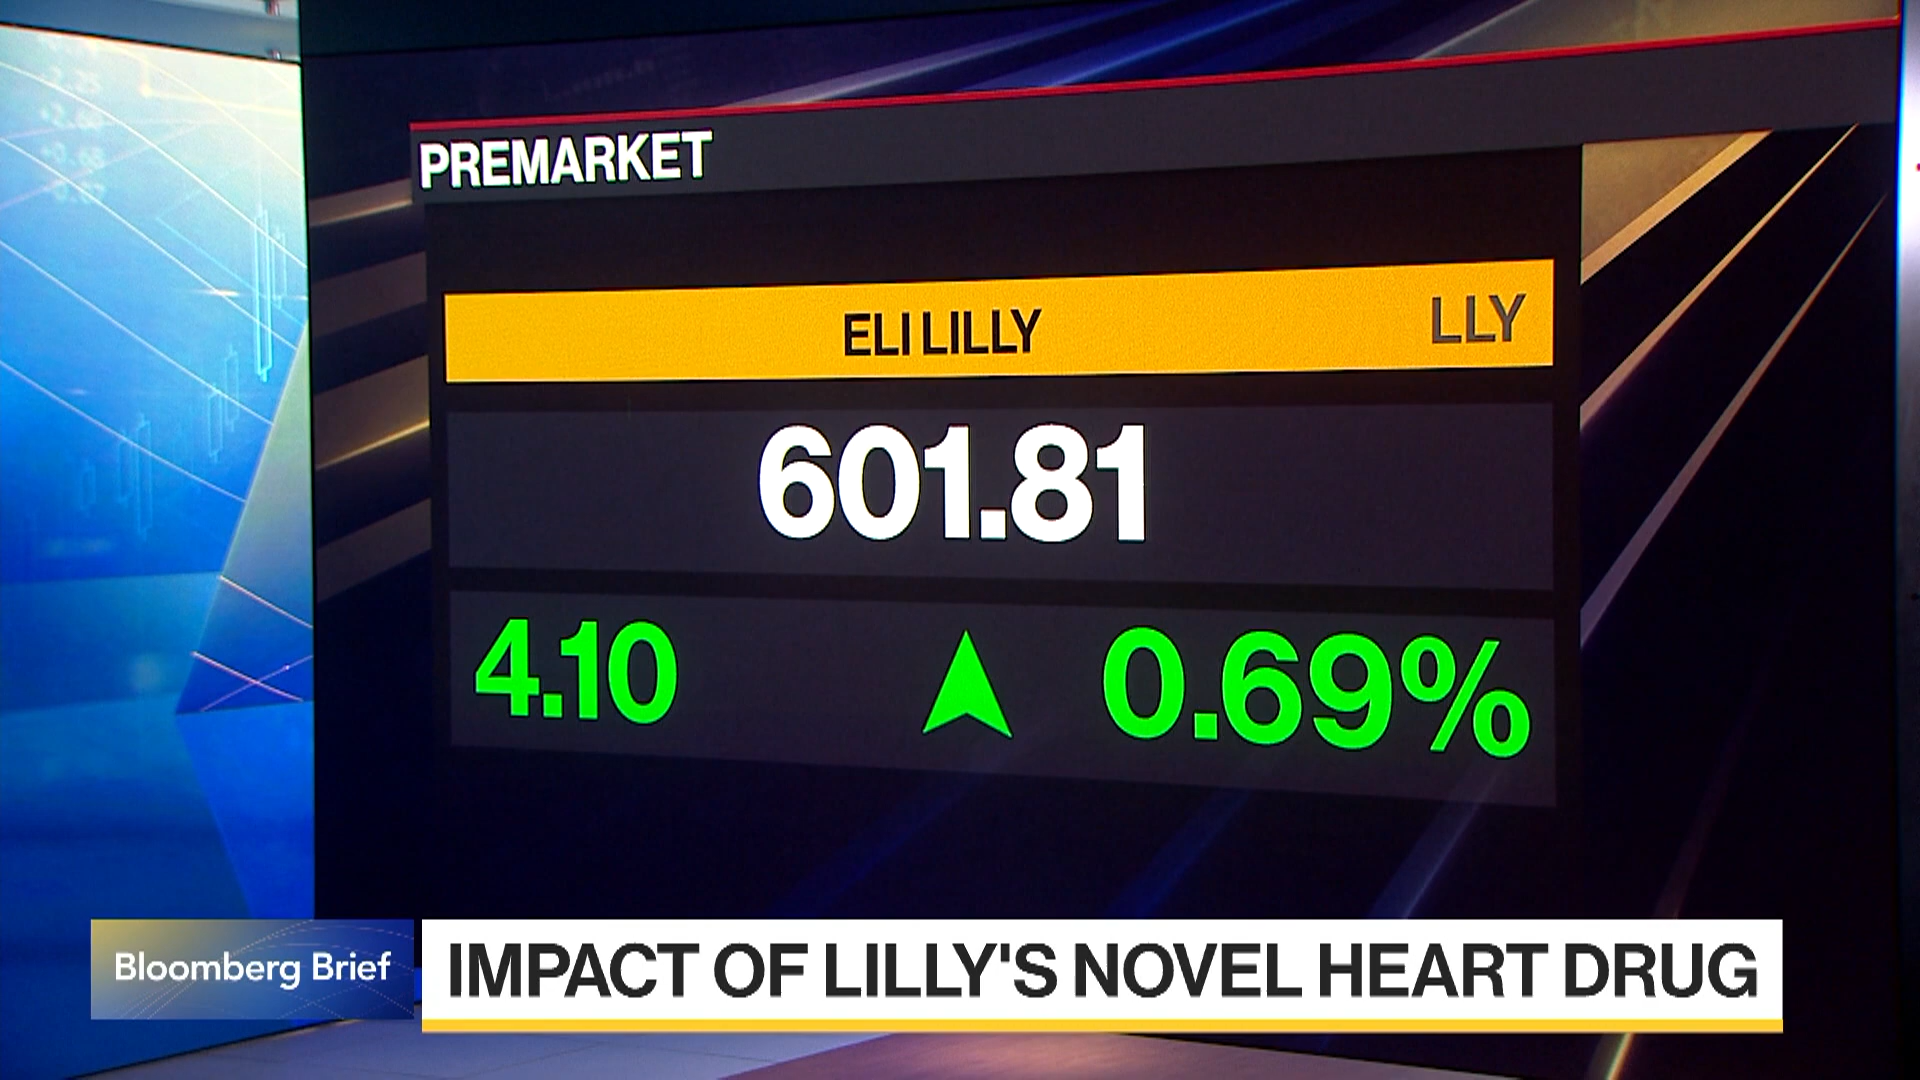 PREMARKET
ELI LILLY LLY
601.81
4.10 0.69%
Bloomberg Brief
IMPACT OF LILLY'S NOVEL HEART DRUG